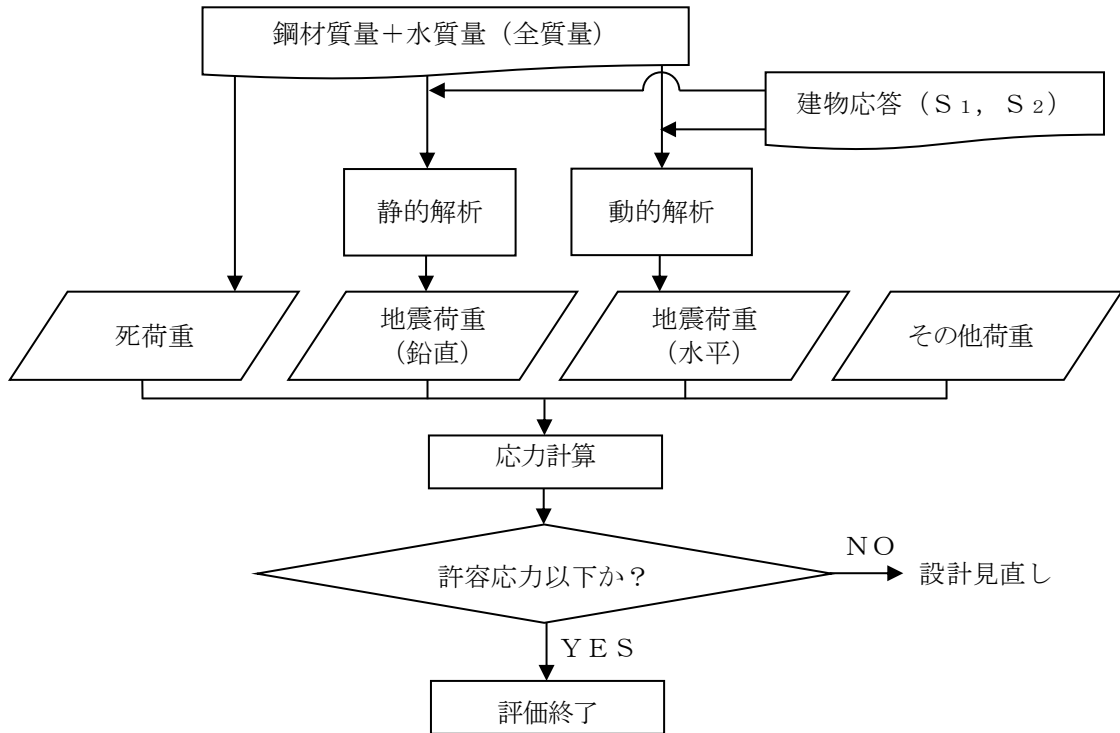 鋼材質量＋水質量（全質量）
建物応答（Ｓ１，Ｓ２）
静的解析
動的解析
死荷重
地震荷重
（鉛直）
地震荷重
（水平）
その他荷重
応力計算
許容応力以下か？
ＮＯ
設計見直し
ＹＥＳ
評価終了